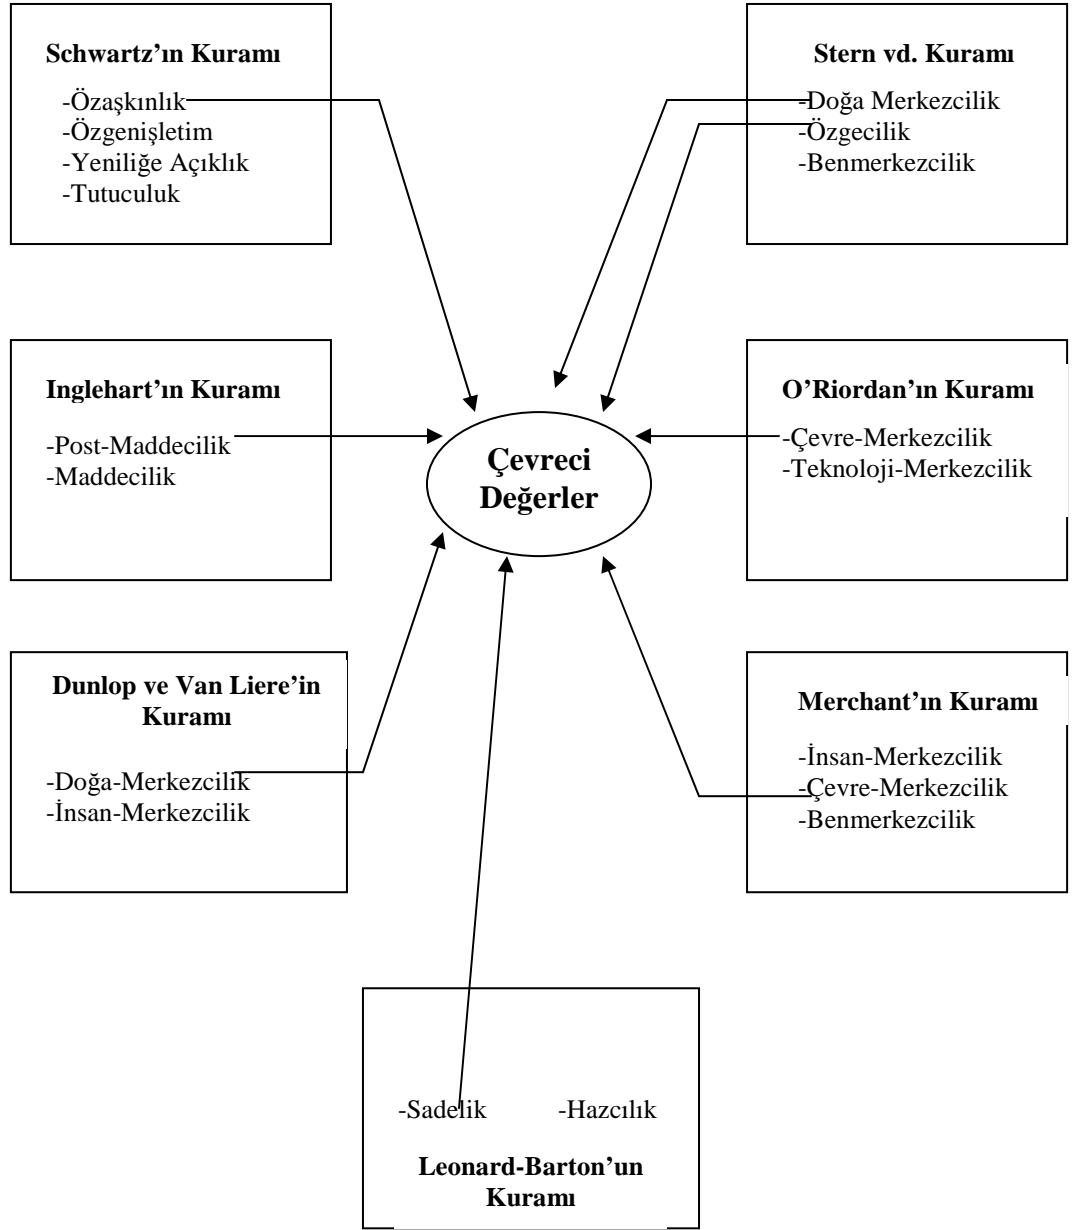 Schwartz’ın Kuramı
-Özaşkınlık
-Özgenişletim
-Yeniliğe Açıklık
-Tutuculuk
Stern vd. Kuramı
-Doğa Merkezcilik
-Özgecilik
-Benmerkezcilik
Inglehart’ın Kuramı
-Post-Maddecilik
-Maddecilik
Çevreci
Değerler
O’Riordan’ın Kuramı
-Çevre-Merkezcilik
-Teknoloji-Merkezcilik
Dunlop ve Van Liere’in
Kuramı
-Doğa-Merkezcilik
-İnsan-Merkezcilik
Merchant’ın Kuramı
-İnsan-Merkezcilik
-Çevre-Merkezcilik
-Benmerkezcilik
-Sadelik -Hazcılık
Leonard-Barton’un
Kuramı